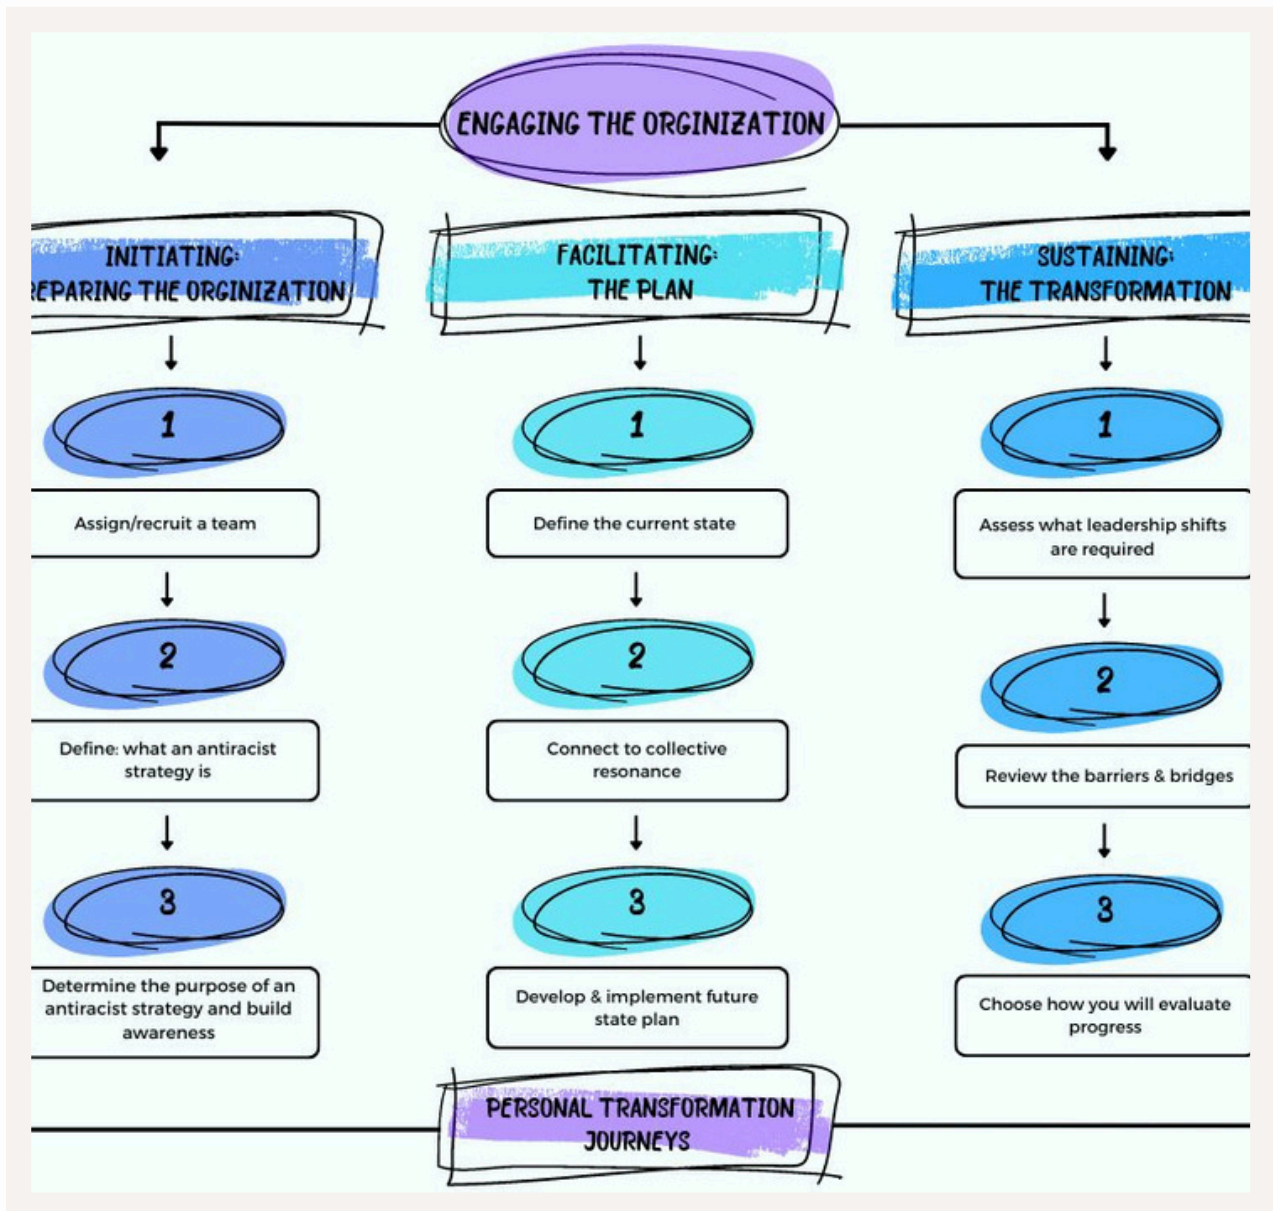 ENGAGING THE ORGINIZATION
INITIATING:
REPARING THE ORGINIZATION
1
Assign/recruit a team
2
Define: what an antiracist
strategy is
3
Determine the purpose of an
antiracist strategy and build
awareness
FACILITATING:
THE PLAN
1
Define the current state
2
Connect to collective
resonance
3
Develop & implement future
state plan
SUSTAINING:
THE TRANSFORMATION
1
Assess what leadership shifts
are required
2
Review the barriers & bridges
3
Choose how you will evaluate
progress
PERSONAL TRANSFORMATION
JOURNEYS